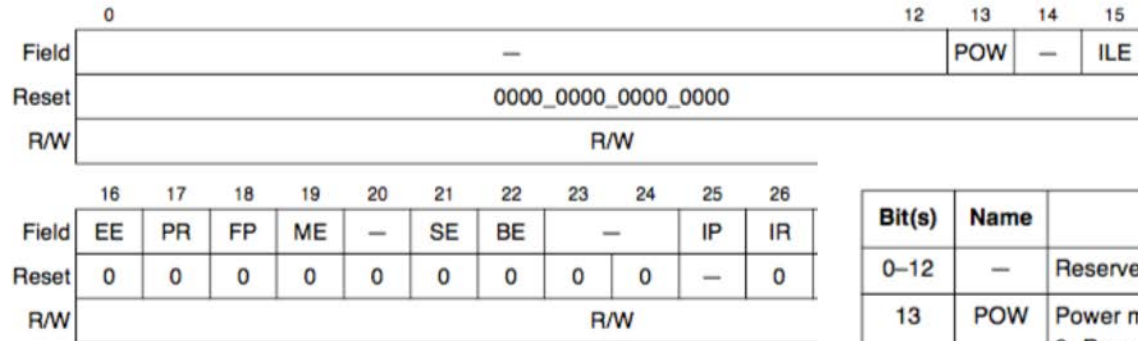 0 12 13 14 15
Field — POW — ILE
Reset 0000_0000_0000_0000
R/W R/W
16 17 18 19 20 21 22 23 24 25 26
Field EE PR FP ME — SE BE — IP IR
Reset 0 0 0 0 0 0 0 0 0 — 0
R/W R/W
Bit(s) Name
0–12 — Reserve
13 POW Power